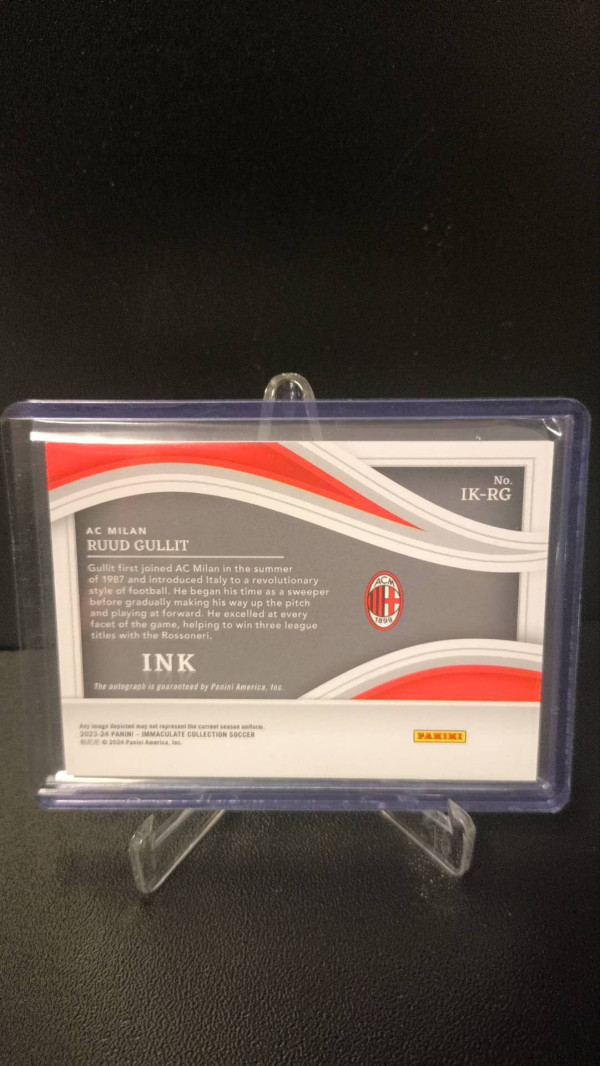 No.
IK-RG
AC MILAN
RUUD GULLIT
Gullit first joined AC Milan in the summer
of 1987 and introduced Italy to a revolutionary
style of football. He began his time as a sweeper
before gradually making his way up the pitch
and playing at forward. He excelled at every
facet of the game, helping to win three league
titles with the Rossoneri.
ACM
1899
INK
The autograph is guaranteed by Panini America, Inc.
Any image depicted may not represent the current season uniform.
2023-24 PANINI – IMMACULATE COLLECTION SOCCER
© 2024 Panini America, Inc.
PANINI